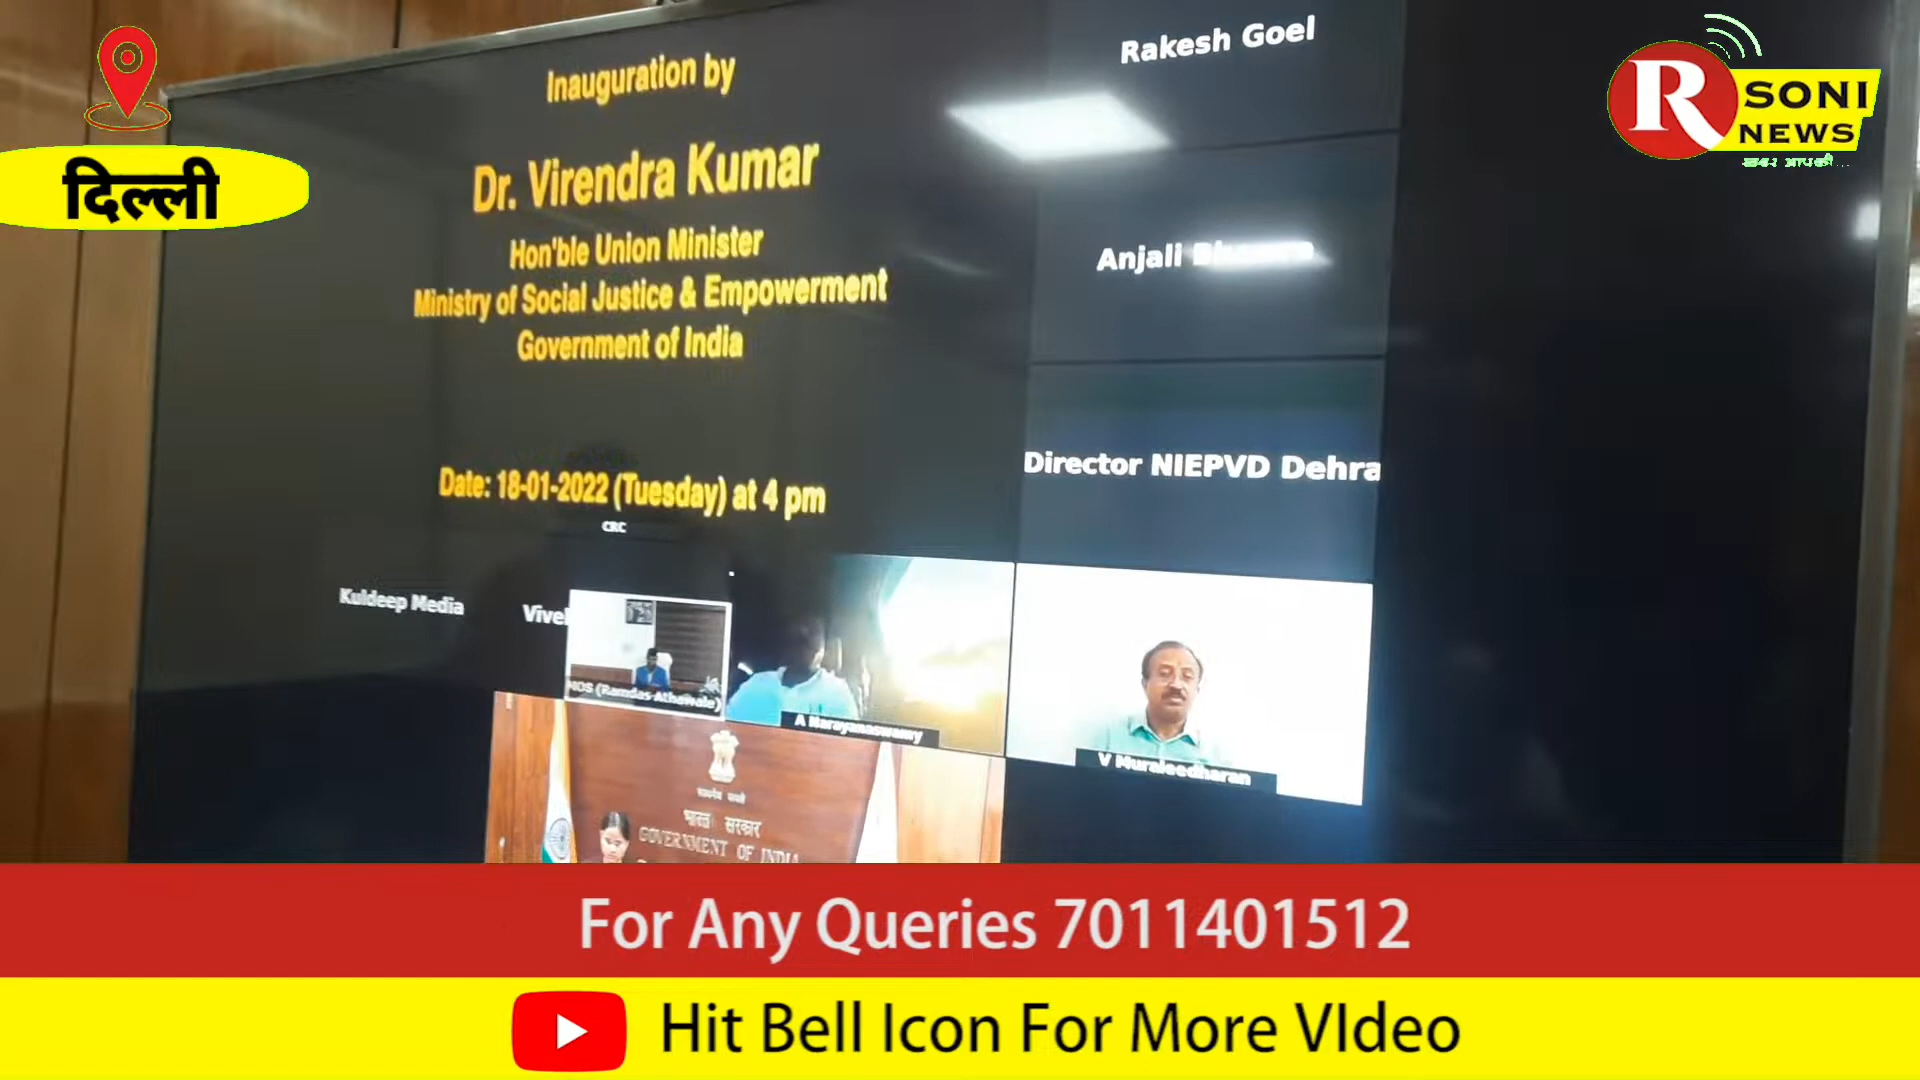 Inauguration by
Dr. Virendra Kumar
Hon'ble Union Minister
Ministry of Social Justice & Empowerment
Government of India
Date: 18-01-2022 (Tuesday) at 4 pm
CRC
Rakesh Goel
Anjali
Director NIEPVD Dehra
दिल्ली
R
SONI
NEWS
Kuldeep Media
Vivek
MOS (Ramdas Athawale)
A Narayanaswamy
V Muraleedharan
भारत सरकार
GOVERNMENT OF INDIA
For Any Queries 7011401512
Hit Bell Icon For More VIdeo